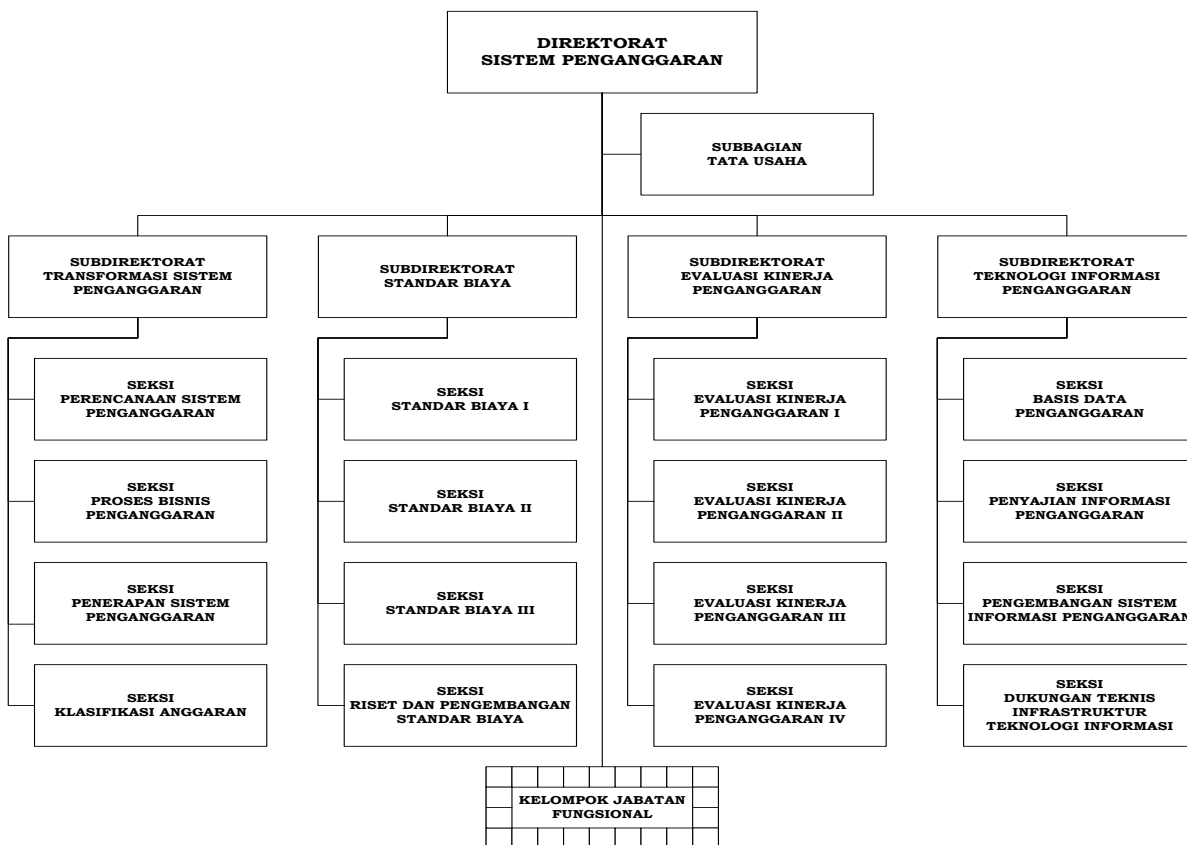 DIREKTORAT
SISTEM PENGANGGARAN
SUBBAGIAN
TATA USAHA
SUBDIREKTORAT
TRANSFORMASI SISTEM
PENGANGGARAN
SUBDIREKTORAT
STANDAR BIAYA
SUBDIREKTORAT
EVALUASI KINERJA
PENGANGGARAN
SUBDIREKTORAT
TEKNOLOGI INFORMASI
PENGANGGARAN
SEKSI
PERENCANAAN SISTEM
PENGANGGARAN
SEKSI
STANDAR BIAYA I
SEKSI
EVALUASI KINERJA
PENGANGGARAN I
SEKSI
BASIS DATA
PENGANGGARAN
SEKSI
PROSES BISNIS
PENGANGGARAN
SEKSI
STANDAR BIAYA II
SEKSI
EVALUASI KINERJA
PENGANGGARAN II
SEKSI
PENYAJIAN INFORMASI
PENGANGGARAN
SEKSI
PENERAPAN SISTEM
PENGANGGARAN
SEKSI
STANDAR BIAYA III
SEKSI
EVALUASI KINERJA
PENGANGGARAN III
SEKSI
PENGEMBANGAN SISTEM
INFORMASI PENGANGGARAN
SEKSI
KLASIFIKASI ANGGARAN
SEKSI
RISET DAN PENGEMBANGAN
STANDAR BIAYA
SEKSI
EVALUASI KINERJA
PENGANGGARAN IV
SEKSI
DUKUNGAN TEKNIS
INFRASTRUKTUR
TEKNOLOGI INFORMASI
KELOMPOK JABATAN
FUNGSIONAL